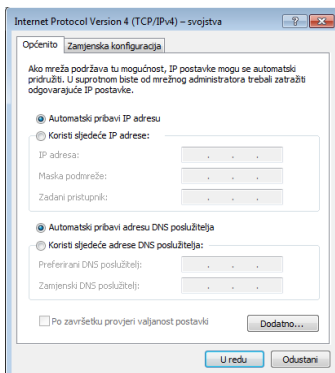 Internet Protocol Version 4 (TCP/IPv4) – svojstva
Općenito Zamjenska konfiguracija
Ako mreža podržava tu mogućnost, IP postavke mogu se automatski
pridružiti. U suprotnom biste od mrežnog administratora trebali zatražiti
odgovarajuće IP postavke.
Automatski pribavi IP adresu
Koristi sljedeće IP adrese:
IP adresa:
Maska podmreže:
Zadani pristupnik:
Automatski pribavi adresu DNS poslužitelja
Koristi sljedeće adrese DNS poslužitelja:
Preferirani DNS poslužitelj:
Zamjenski DNS poslužitelj:
Po završetku provjeri valjanost postavki
Dodatno...
U redu Odustani